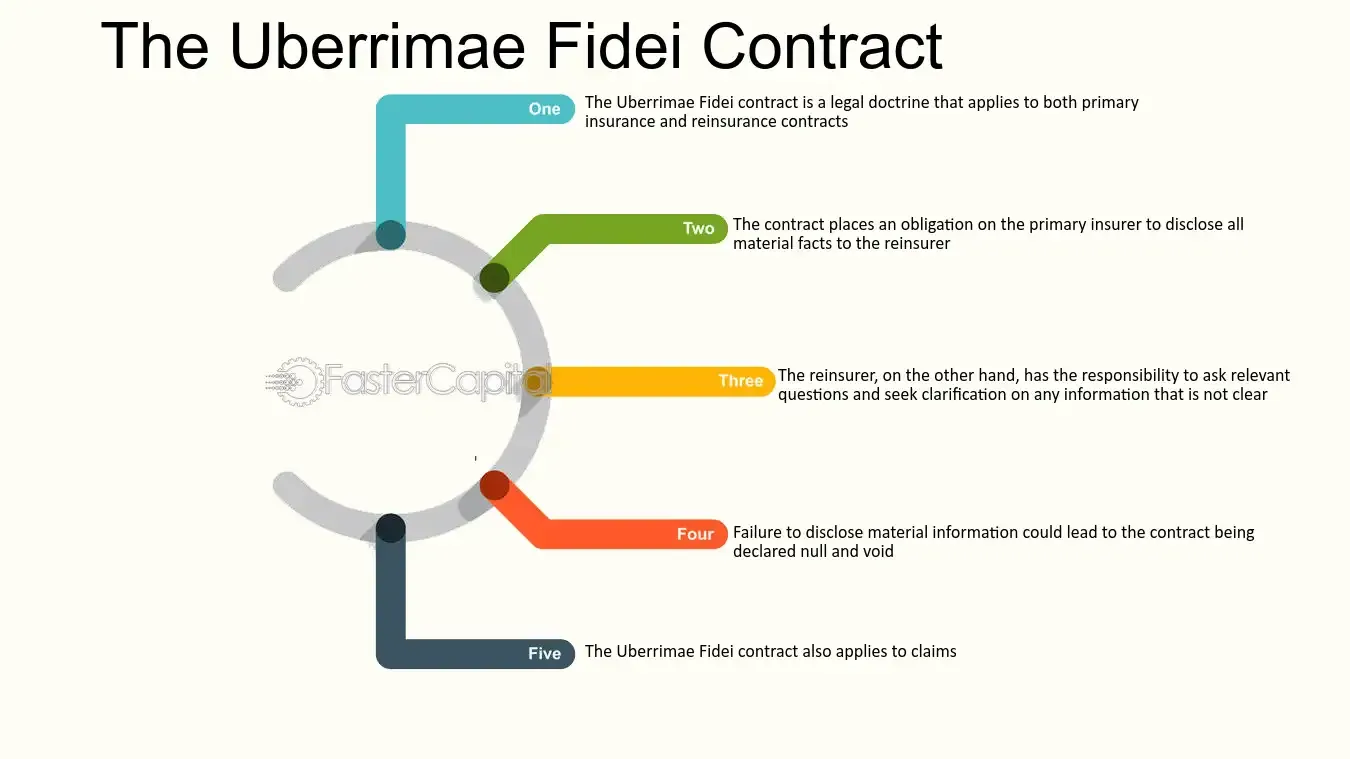 The Uberrimae Fidei Contract
One
The Uberrimae Fidei contract is a legal doctrine that applies to both primary
insurance and reinsurance contracts
Two
The contract places an obligation on the primary insurer to disclose all
material facts to the reinsurer
FasterCapital
Three
The reinsurer, on the other hand, has the responsibility to ask relevant
questions and seek clarification on any information that is not clear
Four
Failure to disclose material information could lead to the contract being
declared null and void
Five
The Uberrimae Fidei contract also applies to claims